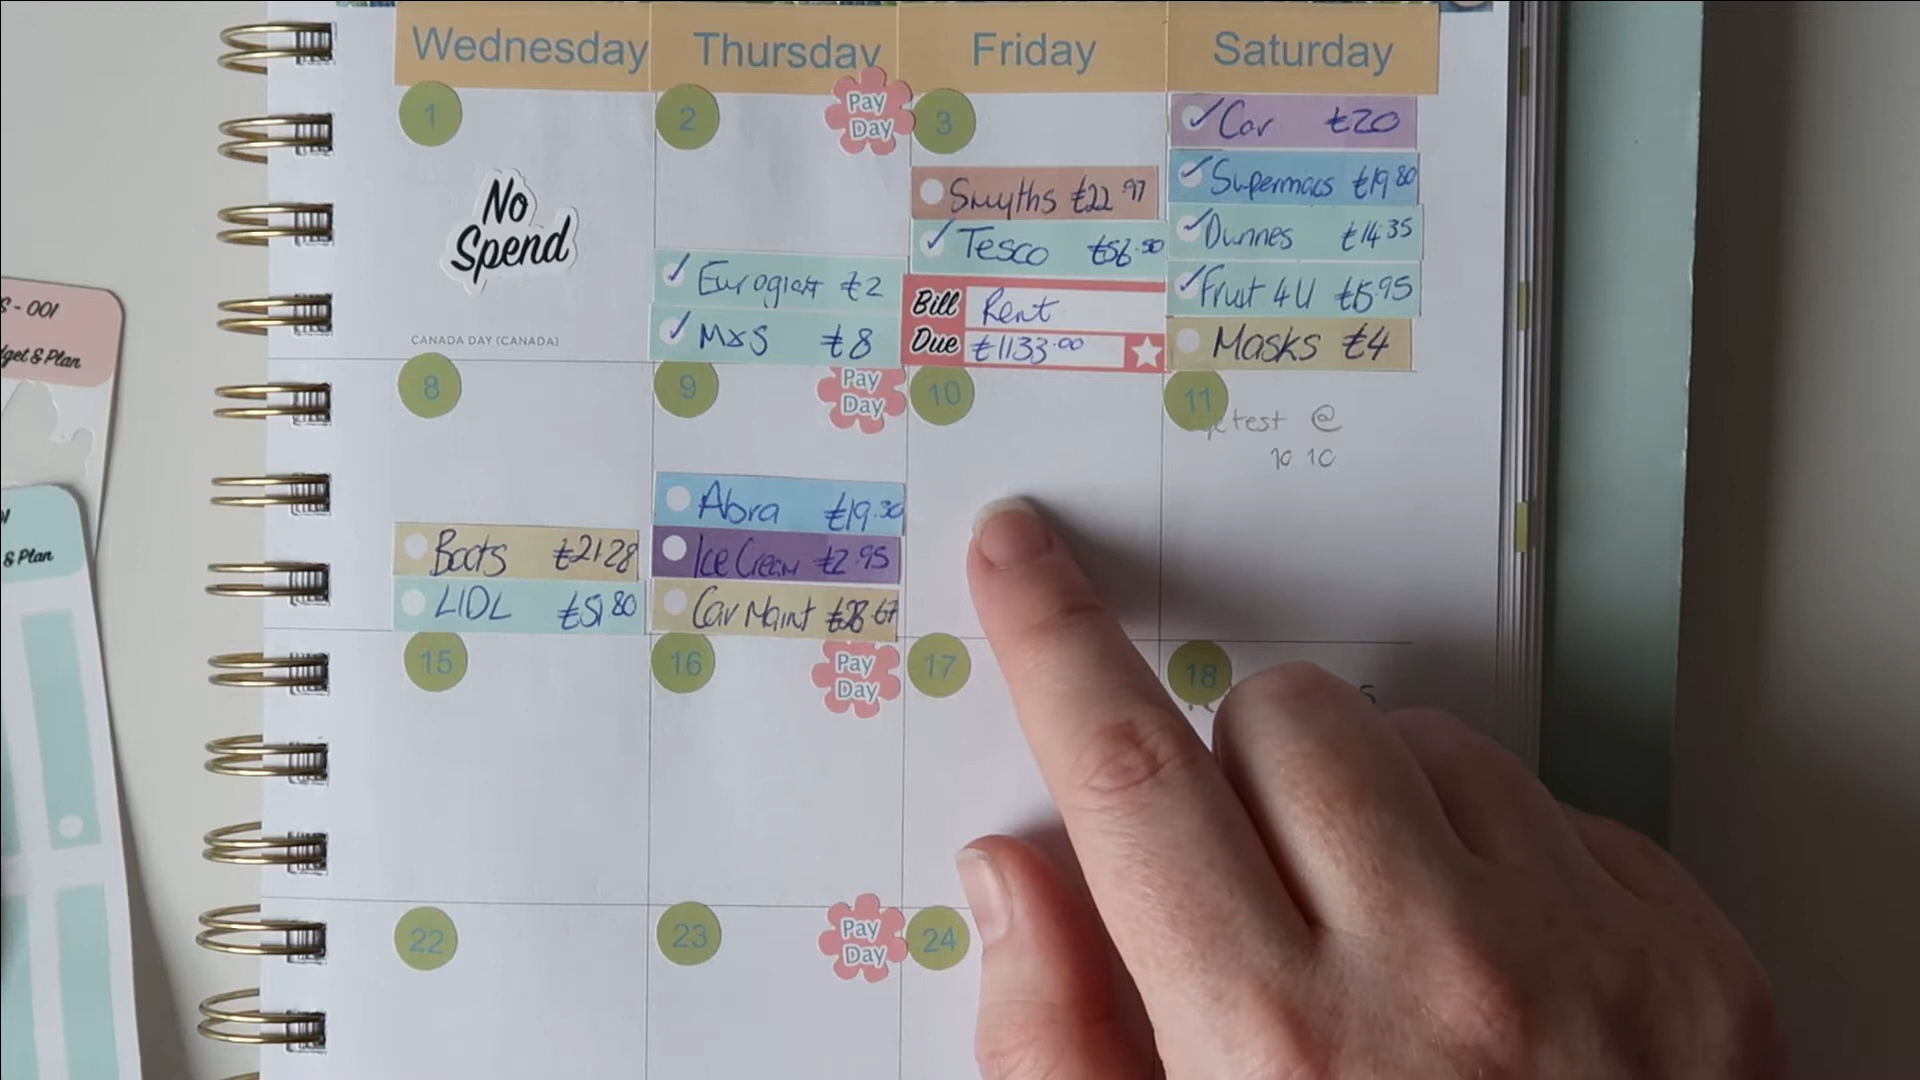 Wednesday
Thursday
Friday
Saturday
1
No
Spend
CANADA DAY (CANADA)
2
Pay
Day
Eurogiant €2
M&S €8
3
Smyths €22.97
Tesco €56.50
Bill
Due
Rent
€1133.00
Car €20
Supermacs €19.80
Dunnes €14.35
Fruit 4U €15.95
Masks €4
8
Boots €21.28
LIDL €51.80
9
Pay
Day
Abra €19.30
Ice Cream €2.95
Car Maint
10
11
test @
10 10
15
16
Pay
Day
17
18
22
23
Pay
Day
24
S - 001
get & Plan
& Plan